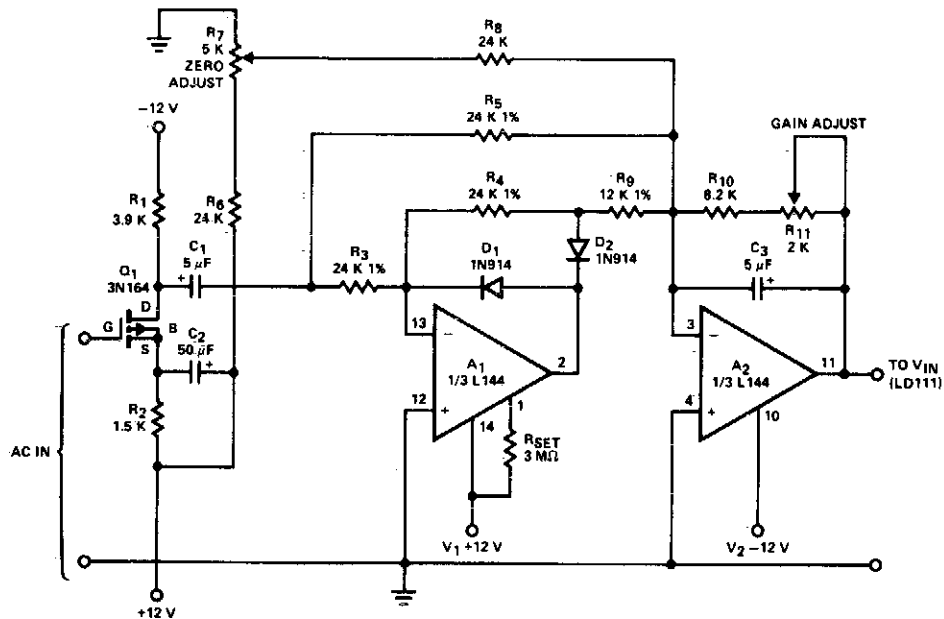 R7
5 K
ZERO
ADJUST
R8
24 K
−12 V
R5
24 K 1%
GAIN ADJUST
R1
3.9 K
R6
24 K
R4
24 K 1%
R9
12 K 1%
R10
8.2 K
R11
2 K
C1
5 µF
R3
24 K 1%
D1
1N914
D2
1N914
C3
5 µF
Q1
3N164
D
G
B
S
C2
50 µF
+
+
+
13
−
A1
1/3 L144
2
12
+
1
14
3
−
A2
1/3 L144
11
4
+
10
TO VIN
(LD111)
R2
1.5 K
RSET
3 MΩ
AC IN
V1 +12 V
V2 −12 V
+12 V